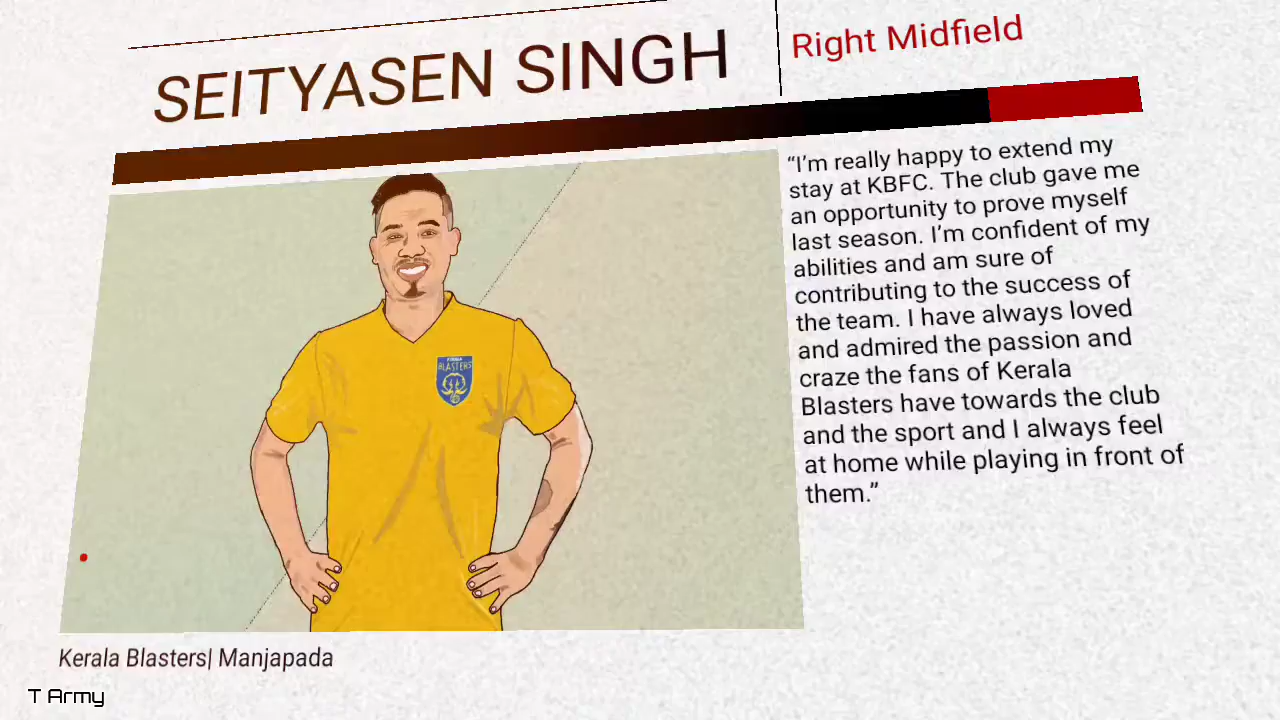 SEITYASEN SINGH
Right Midfield
“I’m really happy to extend my
stay at KBFC. The club gave me
an opportunity to prove myself
last season. I’m confident of my
abilities and am sure of
contributing to the success of
the team. I have always loved
and admired the passion and
craze the fans of Kerala
Blasters have towards the club
and the sport and I always feel
at home while playing in front of
them.”
KERALA
BLASTERS
Kerala Blasters| Manjapada
T Army